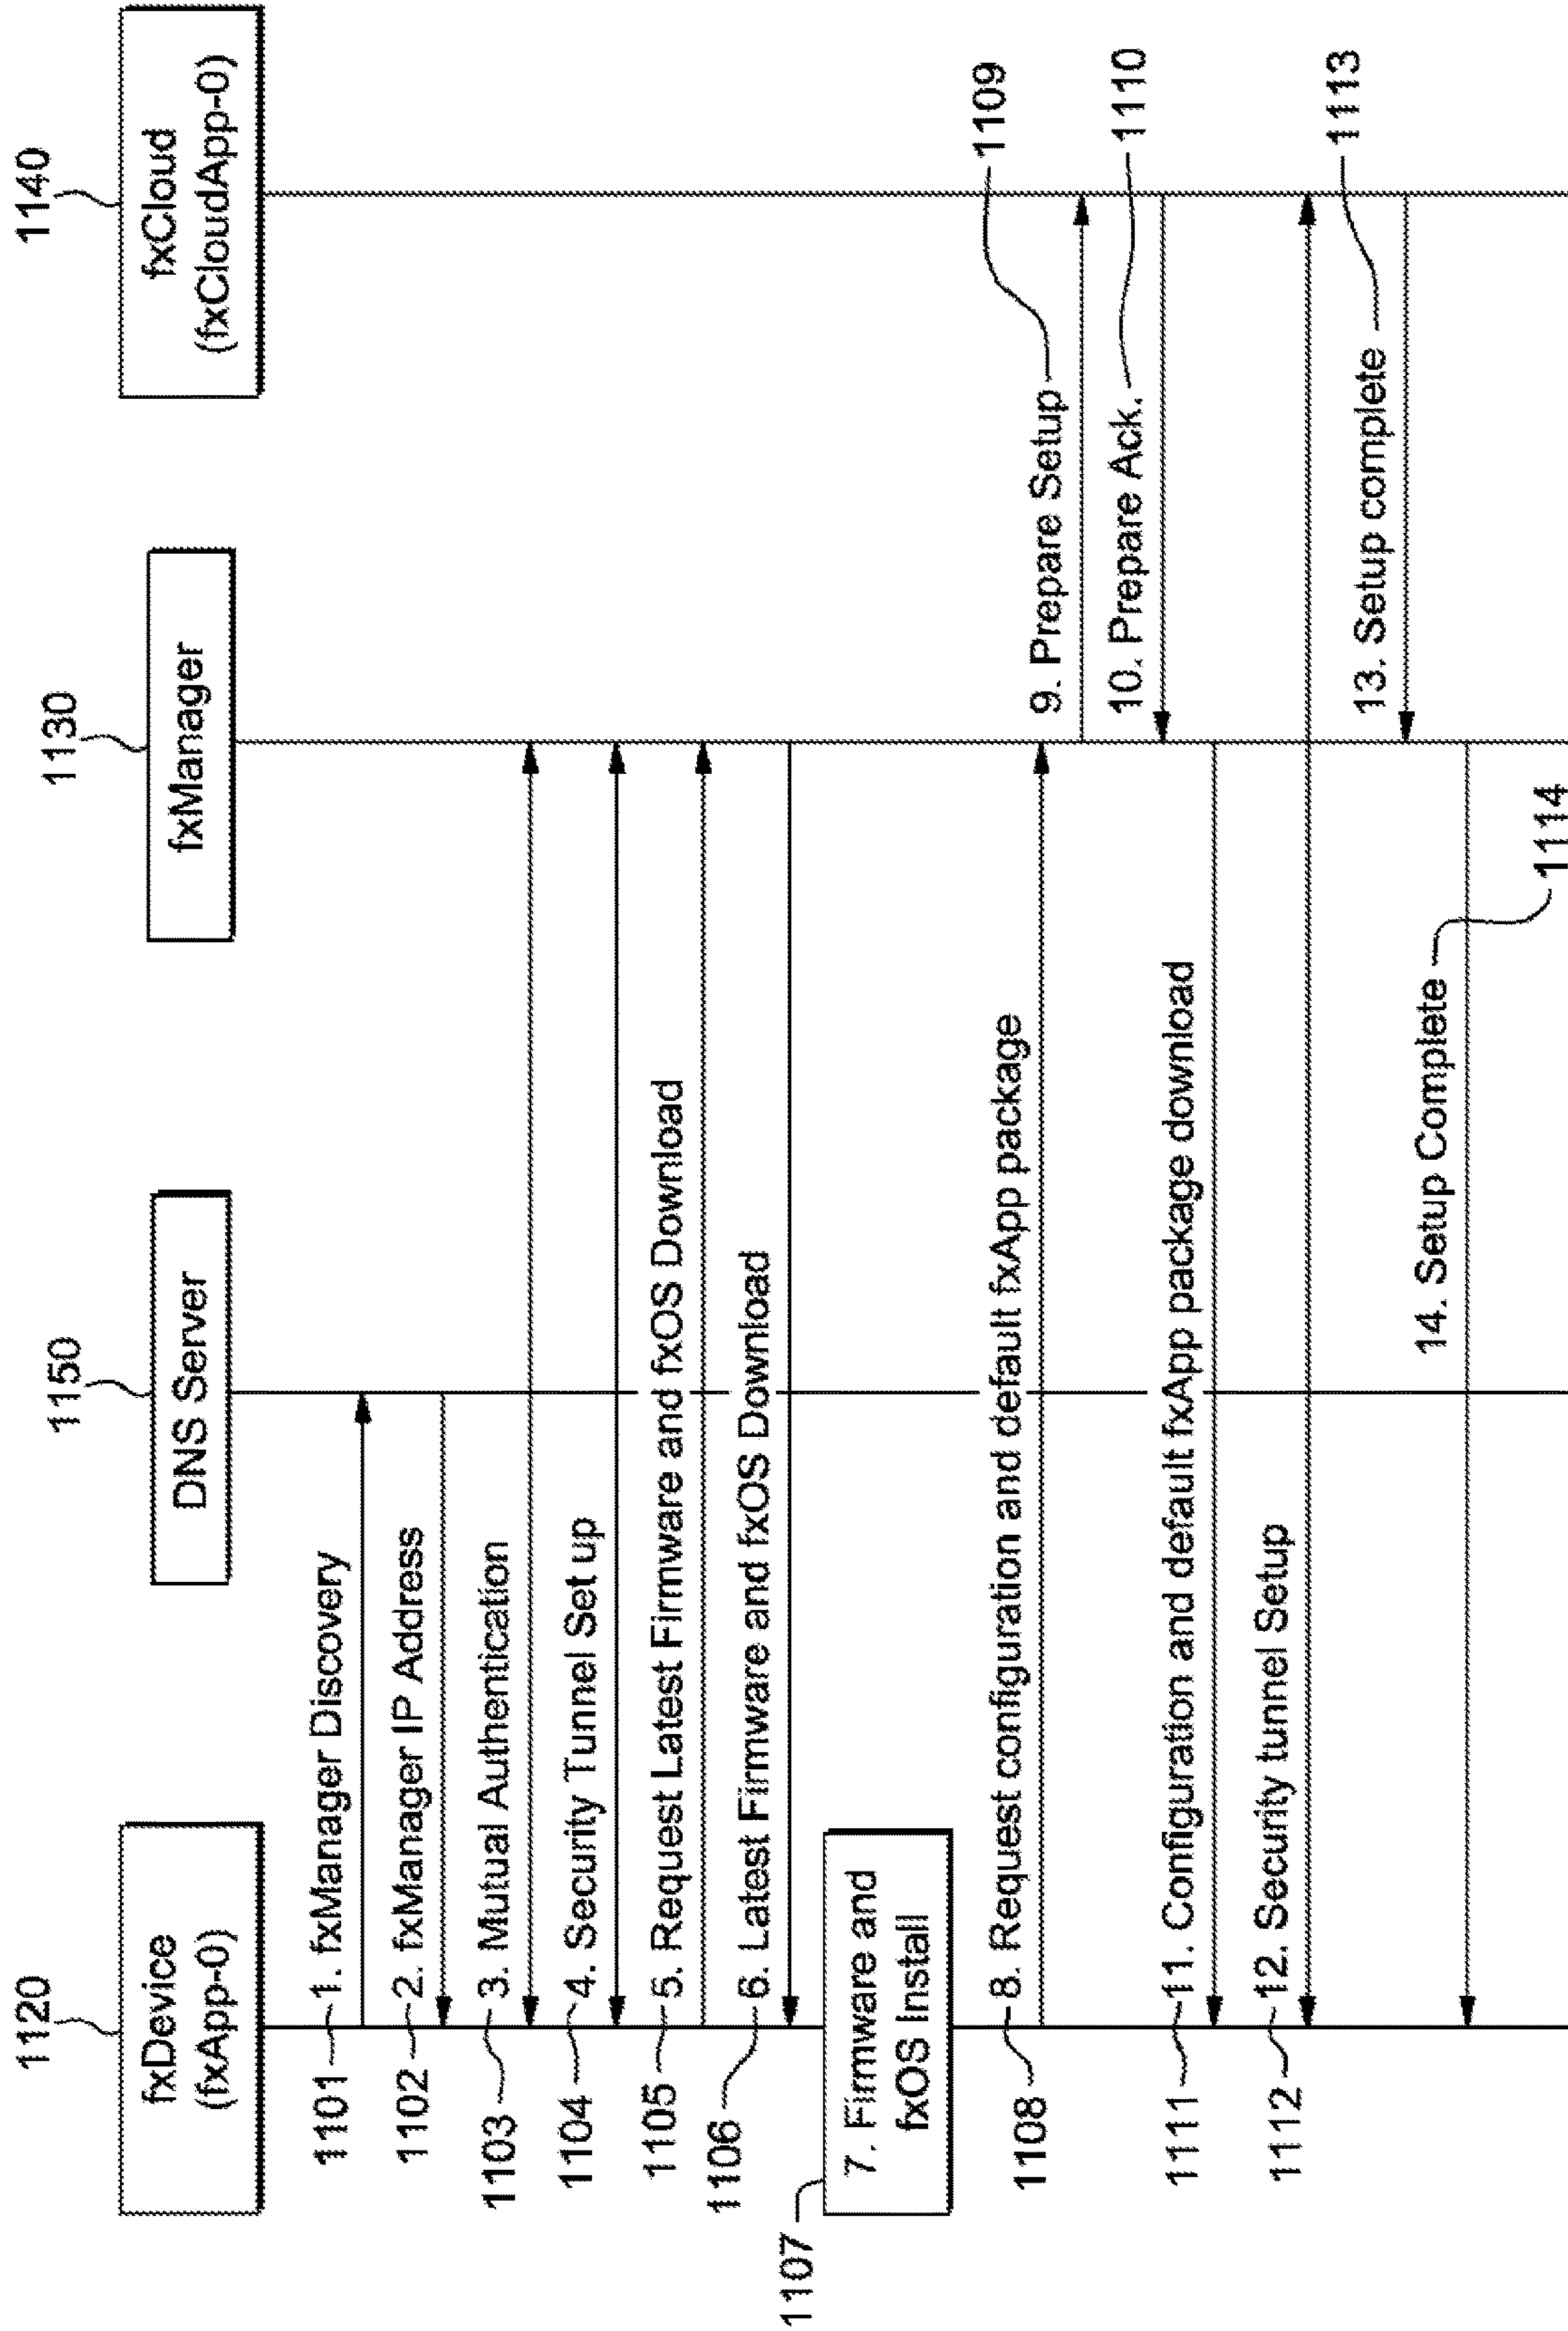 1120
fxDevice
(fxApp-0)
1150
DNS Server
1130
fxManager
1140
fxCloud
(fxCloudApp-0)
1101
1. fxManager Discovery
1102
2. fxManager IP Address
1103
3. Mutual Authentication
1104
4. Security Tunnel Set up
1105
5. Request Latest Firmware and fxOS Download
1106
6. Latest Firmware and fxOS Download
1107
7. Firmware and
fxOS Install
1108
8. Request configuration and default fxApp package
9. Prepare Setup
1109
10. Prepare Ack.
1110
1111
11. Configuration and default fxApp package download
1112
12. Security tunnel Setup
13. Setup complete
1113
14. Setup Complete
1114